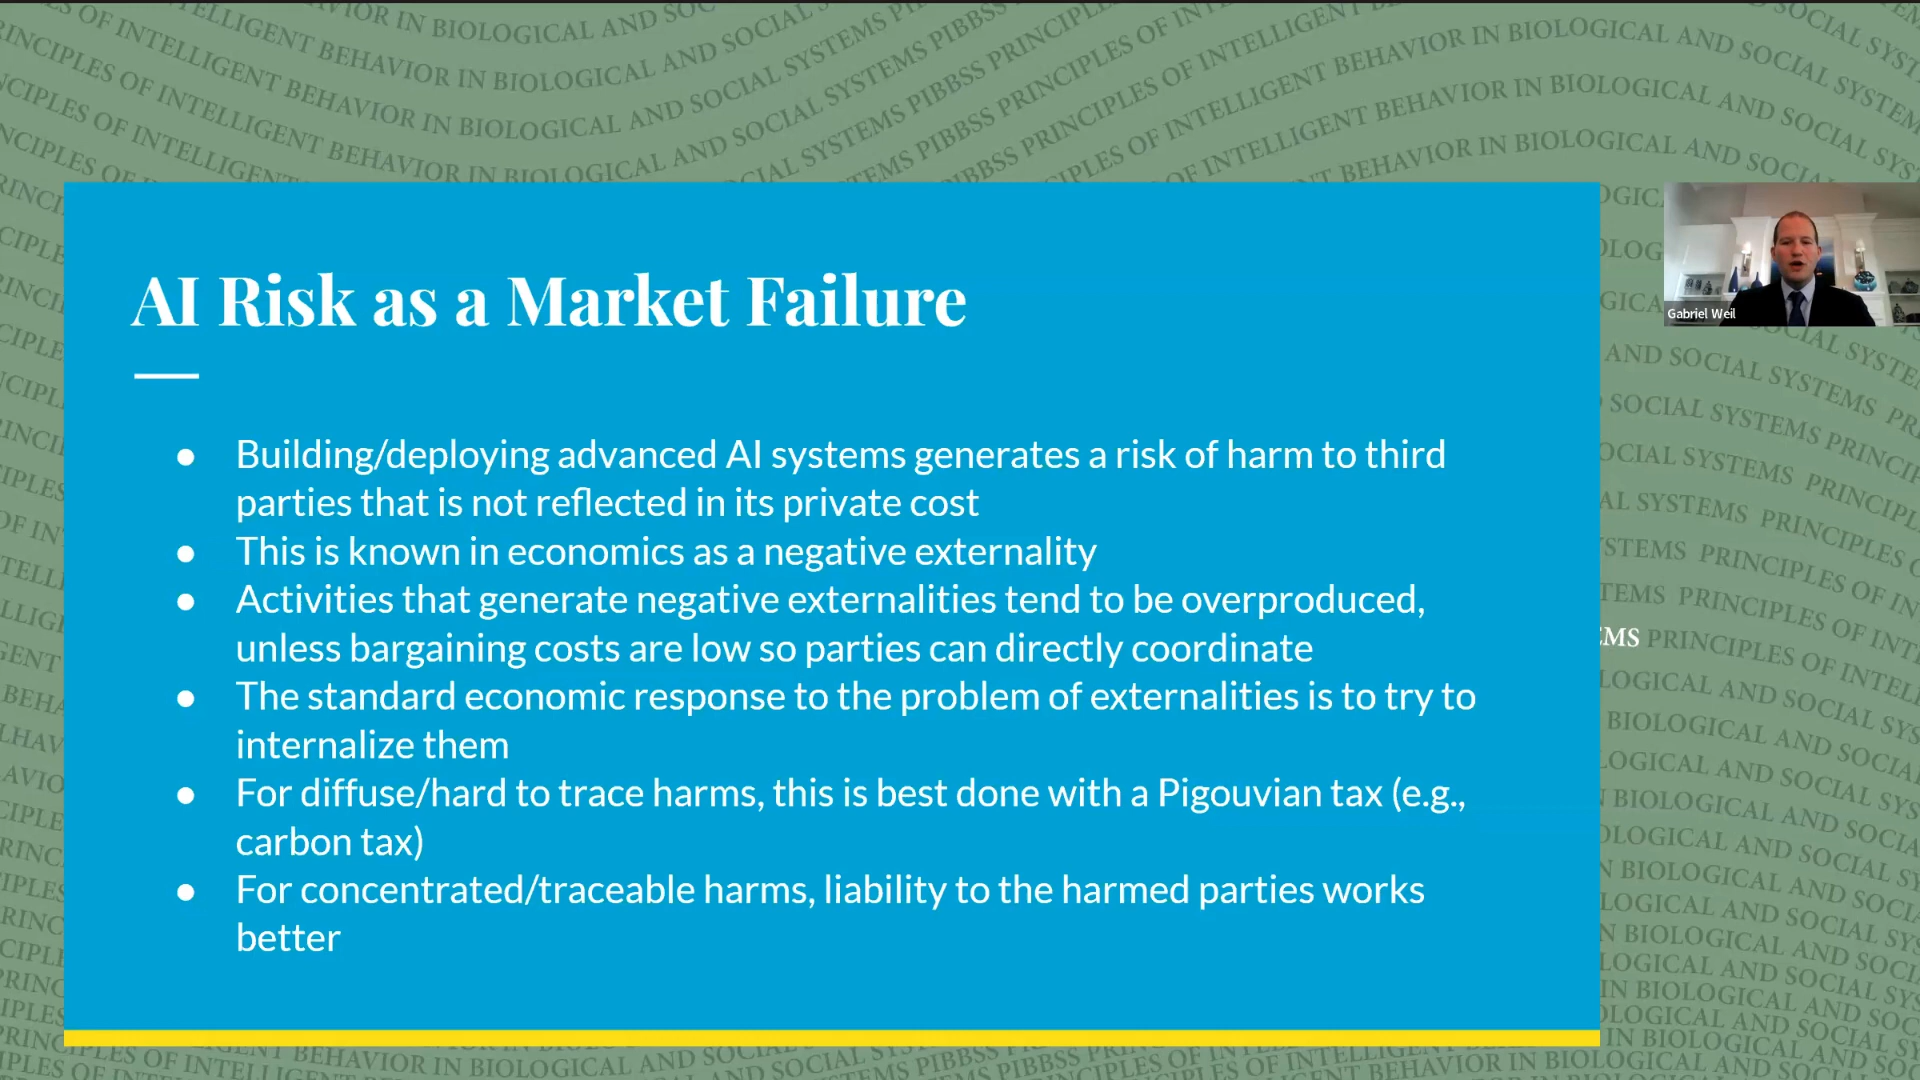 AI Risk as a Market Failure
● Building/deploying advanced AI systems generates a risk of harm to third
parties that is not reflected in its private cost
● This is known in economics as a negative externality
● Activities that generate negative externalities tend to be overproduced,
unless bargaining costs are low so parties can directly coordinate
● The standard economic response to the problem of externalities is to try to
internalize them
● For diffuse/hard to trace harms, this is best done with a Pigouvian tax (e.g.,
carbon tax)
● For concentrated/traceable harms, liability to the harmed parties works
better
Gabriel Weil
PRINCIPLES OF INTELLIGENT BEHAVIOR IN BIOLOGICAL AND SOCIAL SYSTEMS PIBBSS